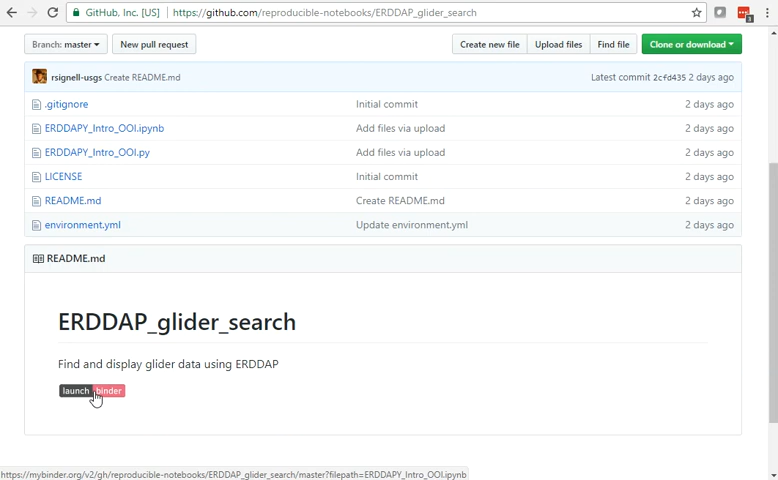 GitHub, Inc. [US] https://github.com/reproducible-notebooks/ERDDAP_glider_search
3
Branch: master New pull request Create new file Upload files Find file Clone or download
rsignell-usgs Create README.md Latest commit 2cfd435 2 days ago
.gitignore Initial commit 2 days ago
ERDDAPY_Intro_OOI.ipynb Add files via upload 2 days ago
ERDDAPY_Intro_OOI.py Add files via upload 2 days ago
LICENSE Initial commit 2 days ago
README.md Create README.md 2 days ago
environment.yml Update environment.yml 2 days ago
README.md
ERDDAP_glider_search
Find and display glider data using ERDDAP
launch binder
https://mybinder.org/v2/gh/reproducible-notebooks/ERDDAP_glider_search/master?filepath=ERDDAPY_Intro_OOI.ipynb